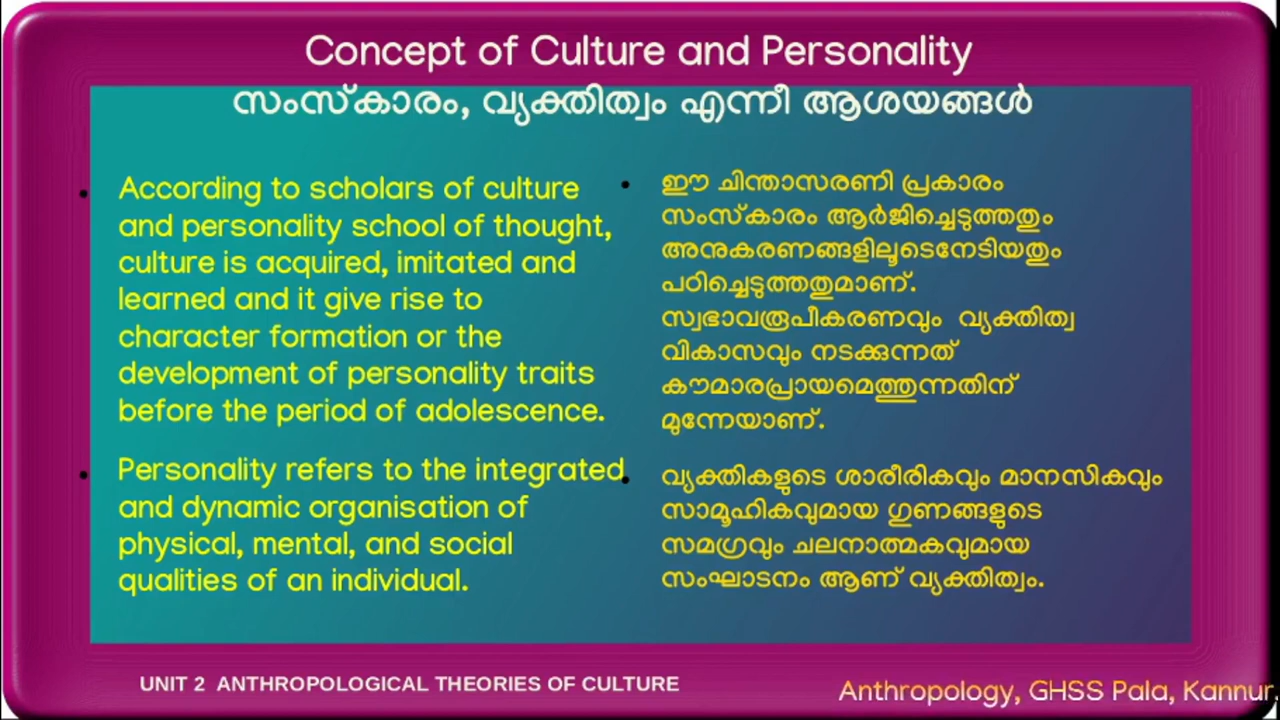 Concept of Culture and Personality
സംസ്കാരം, വ്യക്തിത്വം എന്നീ ആശയങ്ങൾ
According to scholars of culture
and personality school of thought,
culture is acquired, imitated and
learned and it give rise to
character formation or the
development of personality traits
before the period of adolescence.
Personality refers to the integrated
and dynamic organisation of
physical, mental, and social
qualities of an individual.
ഈ ചിന്താസരണി പ്രകാരം
സംസ്കാരം ആർജിച്ചെടുത്തതും
അനുകരണങ്ങളിലൂടെനേടിയതും
പഠിച്ചെടുത്തതുമാണ്.
സ്വഭാവരൂപീകരണവും വ്യക്തിത്വ
വികാസവും നടക്കുന്നത്
കൗമാരപ്രായമെത്തുന്നതിന്
മുന്നേയാണ്.
വ്യക്തികളുടെ ശാരീരികവും മാനസികവും
സാമൂഹികവുമായ ഗുണങ്ങളുടെ
സമഗ്രവും ചലനാത്മകവുമായ
സംഘാടനം ആണ് വ്യക്തിത്വം.
UNIT 2 ANTHROPOLOGICAL THEORIES OF CULTURE
Anthropology, GHSS Pala, Kannur.